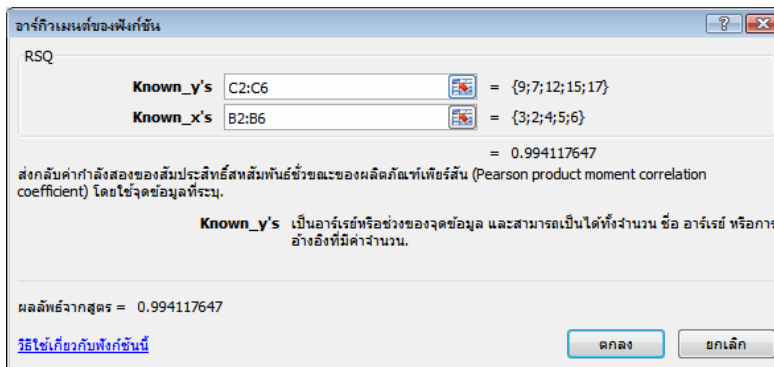 อาร์กิวเมนต์ของฟังก์ชัน
RSQ
Known_y's C2:C6 = {9;7;12;15;17}
Known_x's B2:B6 = {3;2;4;5;6}
= 0.994117647
ส่งกลับค่ากำลังสองของสัมประสิทธิ์สหสัมพันธ์ชั่วขณะของผลิตภัณฑ์เพียร์สัน (Pearson product moment correlation
coefficient) โดยใช้จุดข้อมูลที่ระบุ.
Known_y's เป็นอาร์เรย์หรือช่วงของจุดข้อมูล และสามารถเป็นได้ทั้งจำนวน ชื่อ อาร์เรย์ หรือการ
อ้างอิงที่มีค่าจำนวน.
ผลลัพธ์จากสูตร = 0.994117647
วิธีใช้เกี่ยวกับฟังก์ชันนี้
ตกลง ยกเลิก